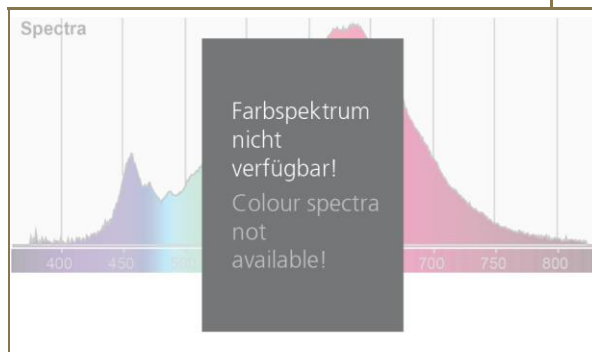 Spectra
Farbspektrum
nicht
verfügbar!
Colour spectra
not
available!
400 450 700 750 800